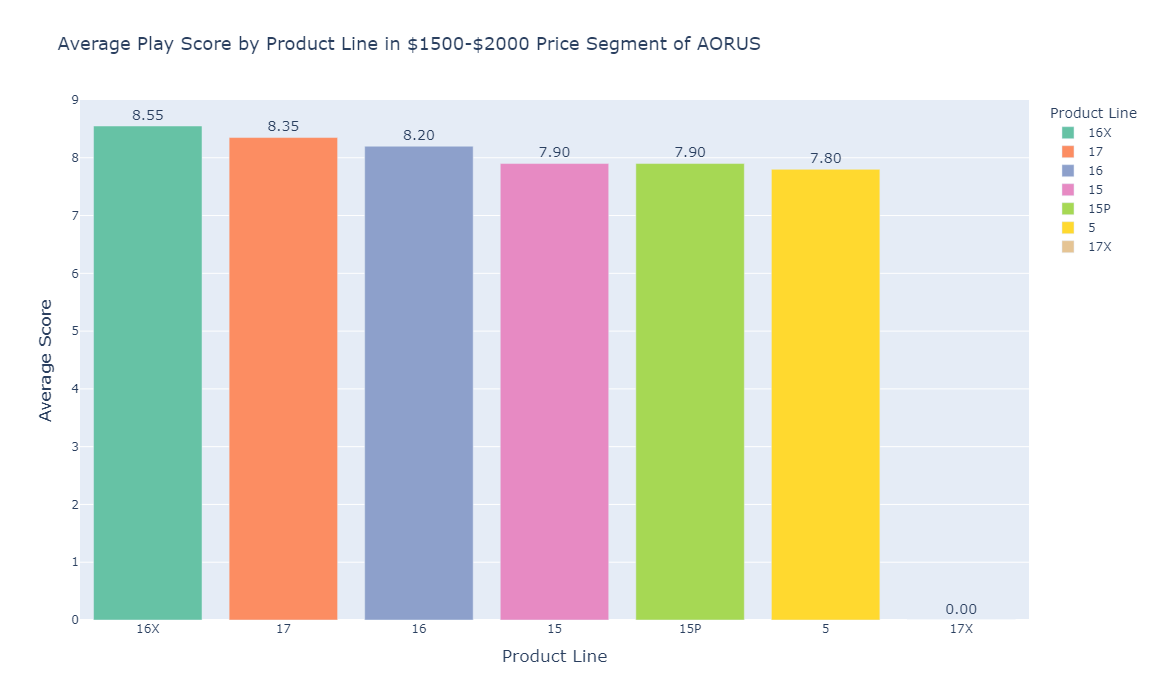 Average Play Score by Product Line in $1500-$2000 Price Segment of AORUS
9
8
7
6
5
4
3
2
1
0
Average Score
8.55
8.35
8.20
7.90
7.90
7.80
0.00
16X
17
16
15
15P
5
17X
Product Line
Product Line
16X
17
16
15
15P
5
17X